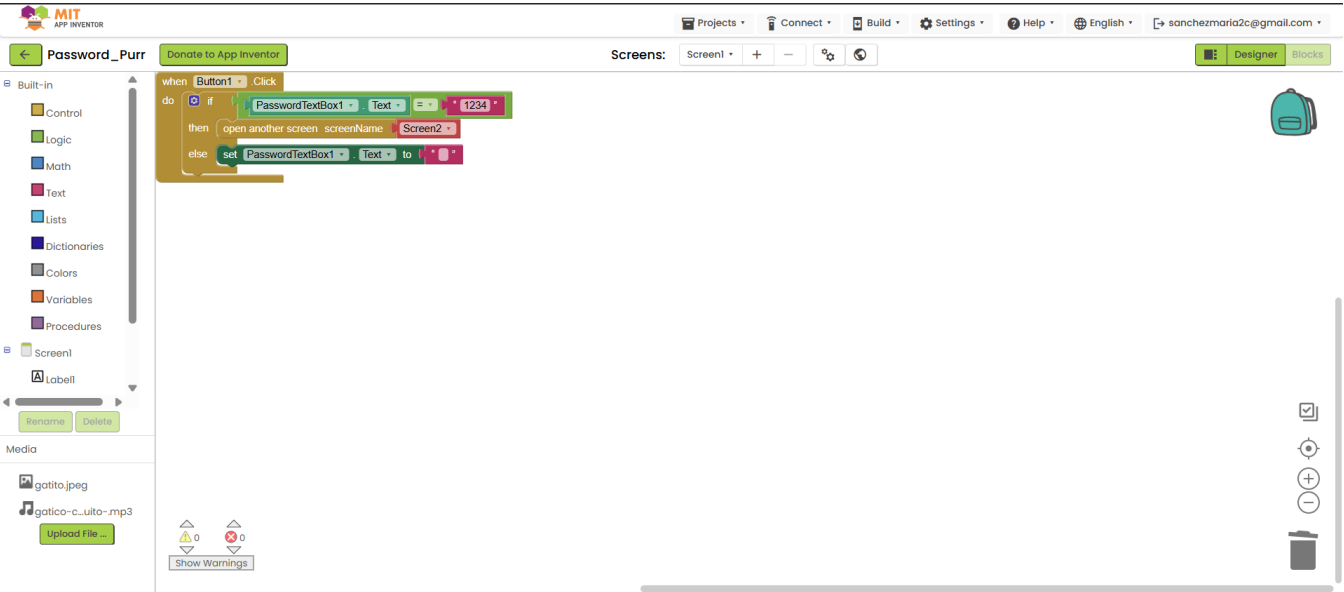 MIT
APP INVENTOR
Projects Connect Build Settings Help English sanchezmaria2c@gmail.com
Password_Purr Donate to App Inventor Screens: Screen1 + − Designer Blocks
Built-in
Control
Logic
Math
Text
Lists
Dictionaries
Colors
Variables
Procedures
Screen1
Label1
Rename Delete
Media
gatito.jpeg
gatico-c...uito-.mp3
Upload File ...
when Button1 .Click
do if PasswordTextBox1 . Text = " 1234 "
then open another screen screenName Screen2
else set PasswordTextBox1 . Text to " "
0 0
Show Warnings